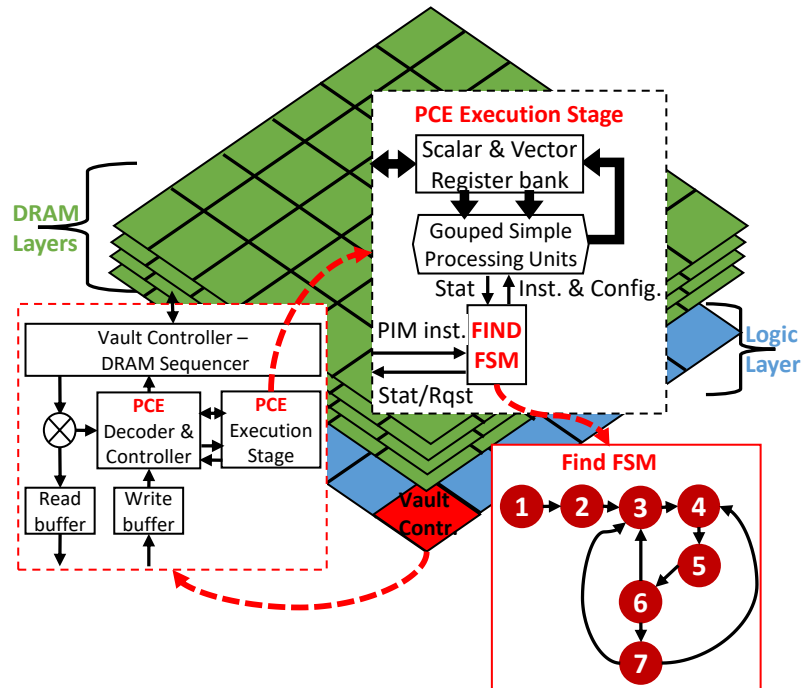 PCE Execution Stage
Scalar & Vector
Register bank
Gouped Simple
Processing Units
Stat
Inst. & Config.
PIM inst.
FIND
FSM
Stat/Rqst
DRAM
Layers
Logic
Layer
Vault Controller –
DRAM Sequencer
PCE
Decoder &
Controller
PCE
Execution
Stage
Read
buffer
Write
buffer
Vault
Contr.
Find FSM
1
2
3
4
5
6
7